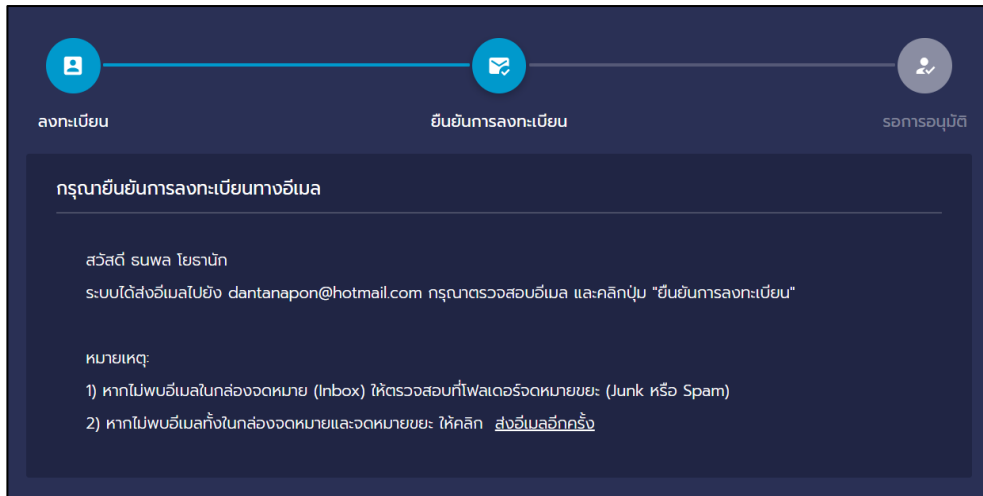 ลงทะเบียน
ยืนยันการลงทะเบียน
รอการอนุมัติ
กรุณายืนยันการลงทะเบียนทางอีเมล
สวัสดี ธนพล โยธานัก
ระบบได้ส่งอีเมลไปยัง dantanapon@hotmail.com กรุณาตรวจสอบอีเมล และคลิกปุ่ม "ยืนยันการลงทะเบียน"
หมายเหตุ:
1) หากไม่พบอีเมลในกล่องจดหมาย (Inbox) ให้ตรวจสอบที่โฟลเดอร์จดหมายขยะ (Junk หรือ Spam)
2) หากไม่พบอีเมลทั้งในกล่องจดหมายและจดหมายขยะ ให้คลิก ส่งอีเมลอีกครั้ง